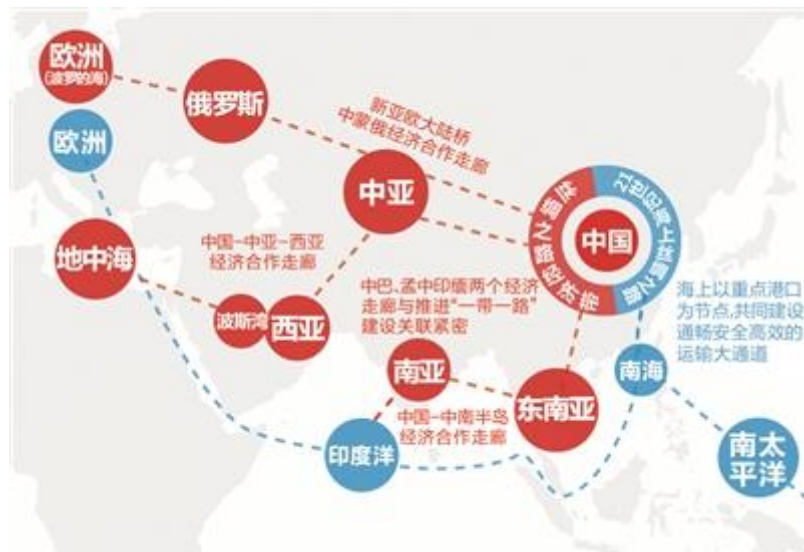 欧洲
(波罗的海)
俄罗斯
欧洲
新亚欧大陆桥
中蒙俄经济合作走廊
中亚
丝绸之路经济带
21世纪海上丝绸之路
中国
地中海
中国-中亚-西亚
经济合作走廊
波斯湾
西亚
中巴、孟中印缅两个经济
走廊与推进“一带一路”
建设关联紧密
海上以重点港口
为节点,共同建设
通畅安全高效的
运输大通道
南亚
东南亚
南海
中国-中南半岛
经济合作走廊
印度洋
南太
平洋